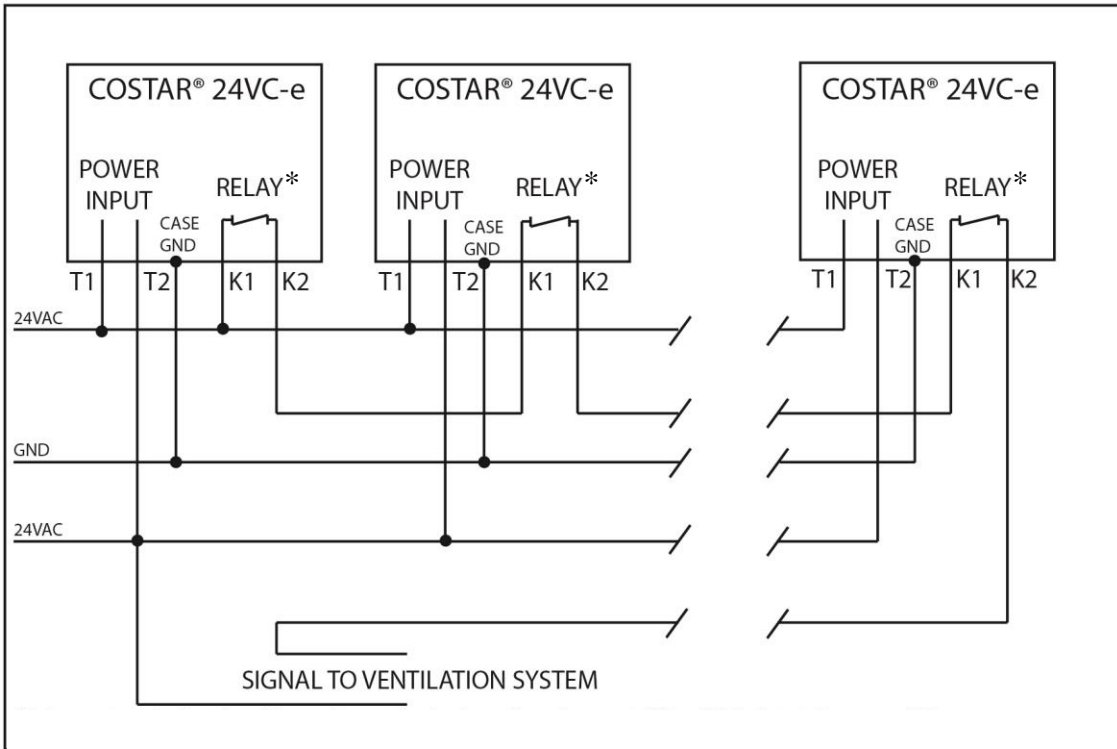 COSTAR® 24VC-e COSTAR® 24VC-e COSTAR® 24VC-e
POWER INPUT
RELAY*
CASE GND
T1 T2 K1 K2
POWER INPUT
RELAY*
CASE GND
T1 T2 K1 K2
POWER INPUT
RELAY*
CASE GND
T1 T2 K1 K2
24VAC
GND
24VAC
SIGNAL TO VENTILATION SYSTEM